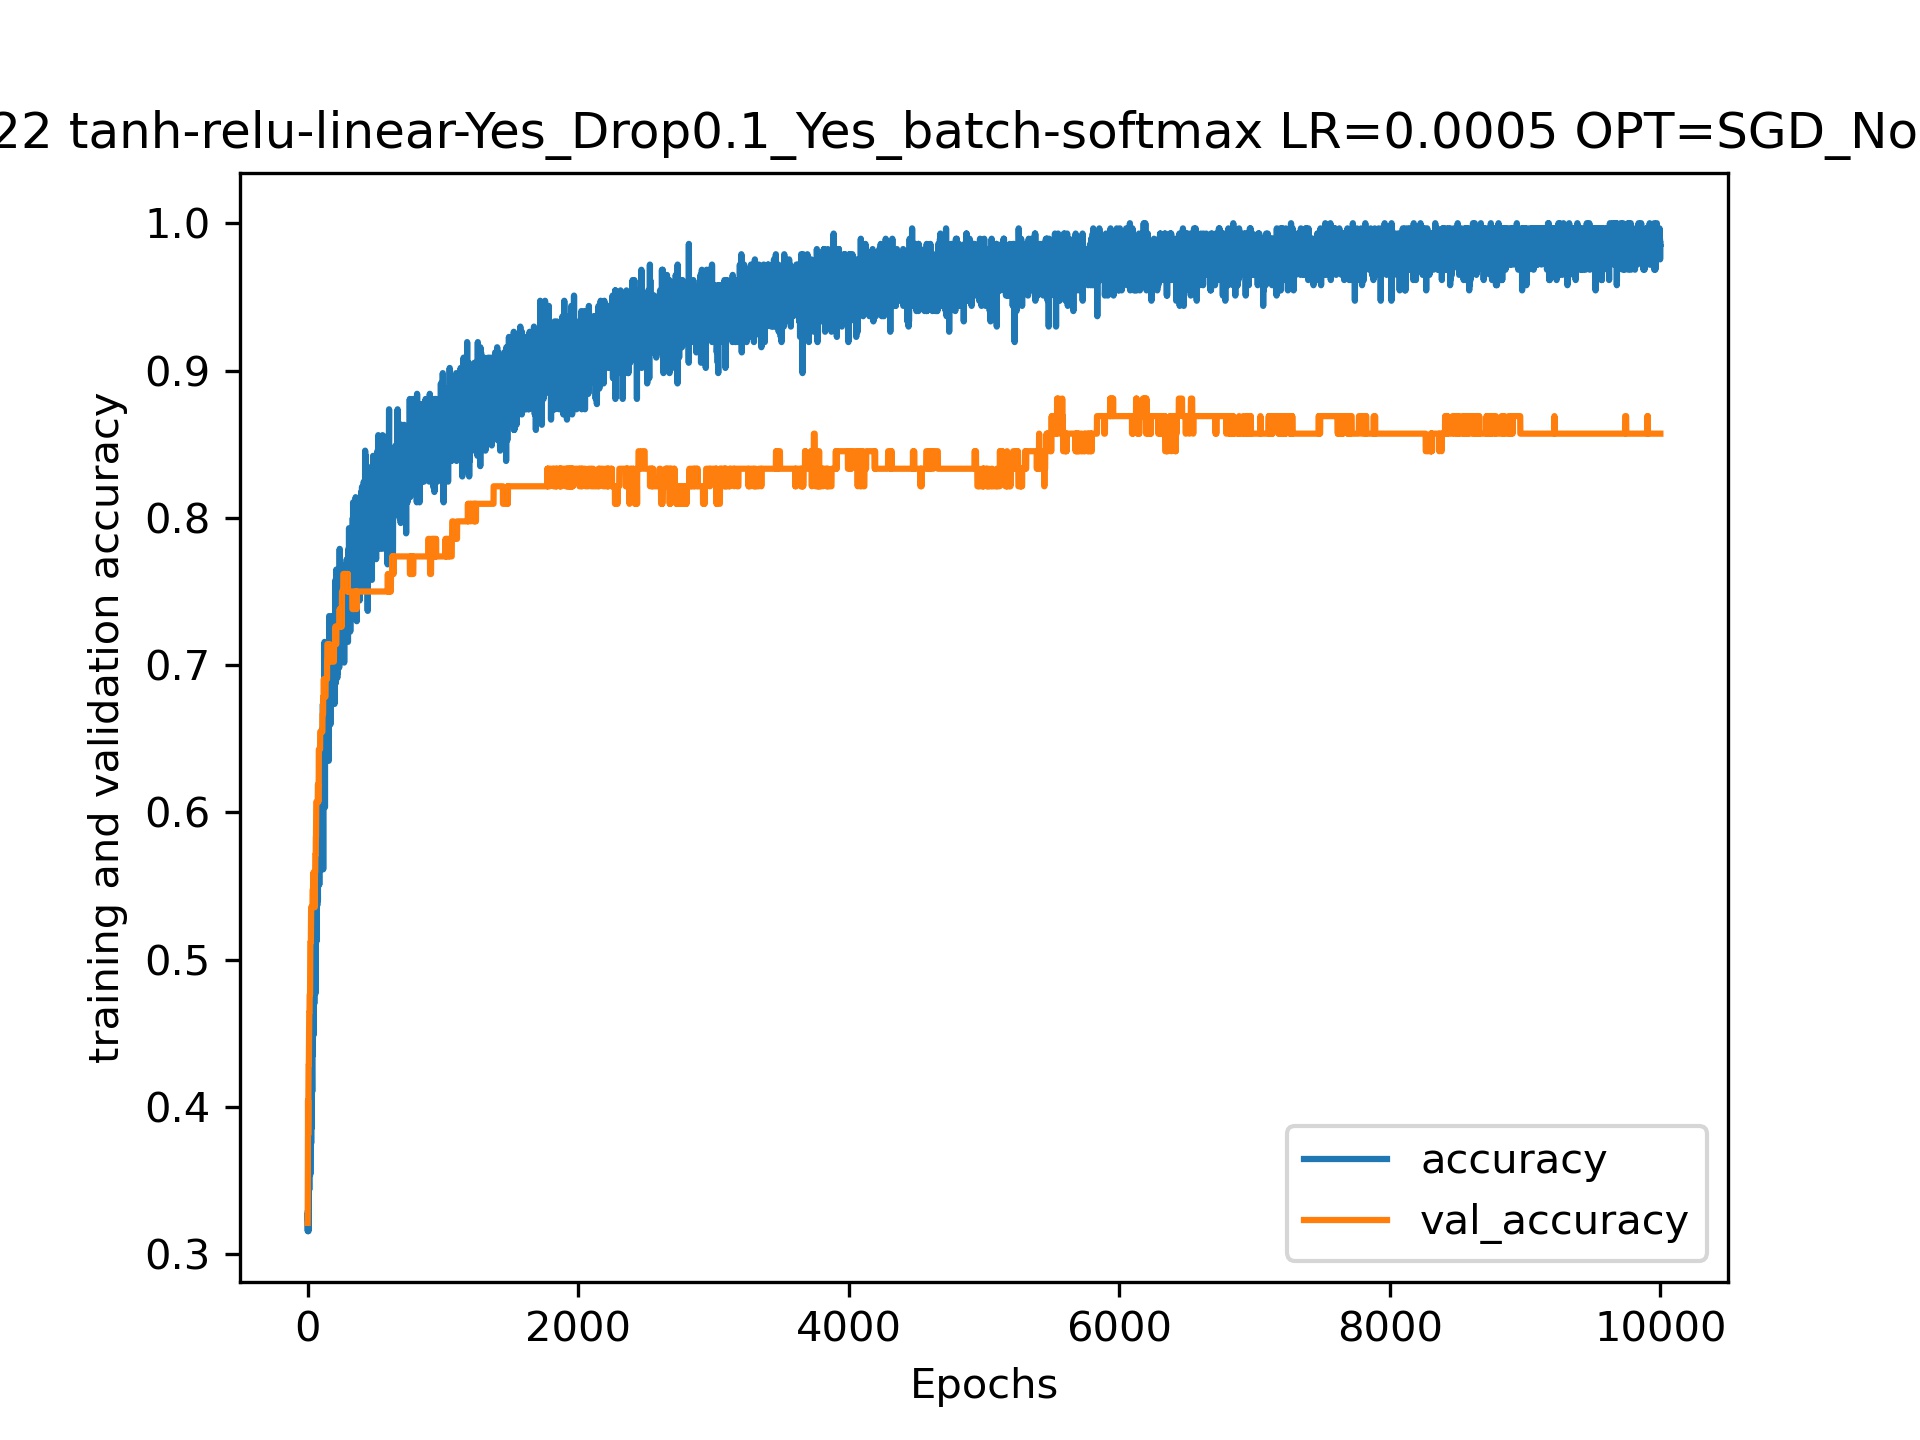 22 tanh-relu-linear-Yes_Drop0.1_Yes_batch-softmax LR=0.0005 OPT=SGD_No
training and validation accuracy
1.0
0.9
0.8
0.7
0.6
0.5
0.4
0.3
accuracy
val_accuracy
0 2000 4000 6000 8000 10000
Epochs